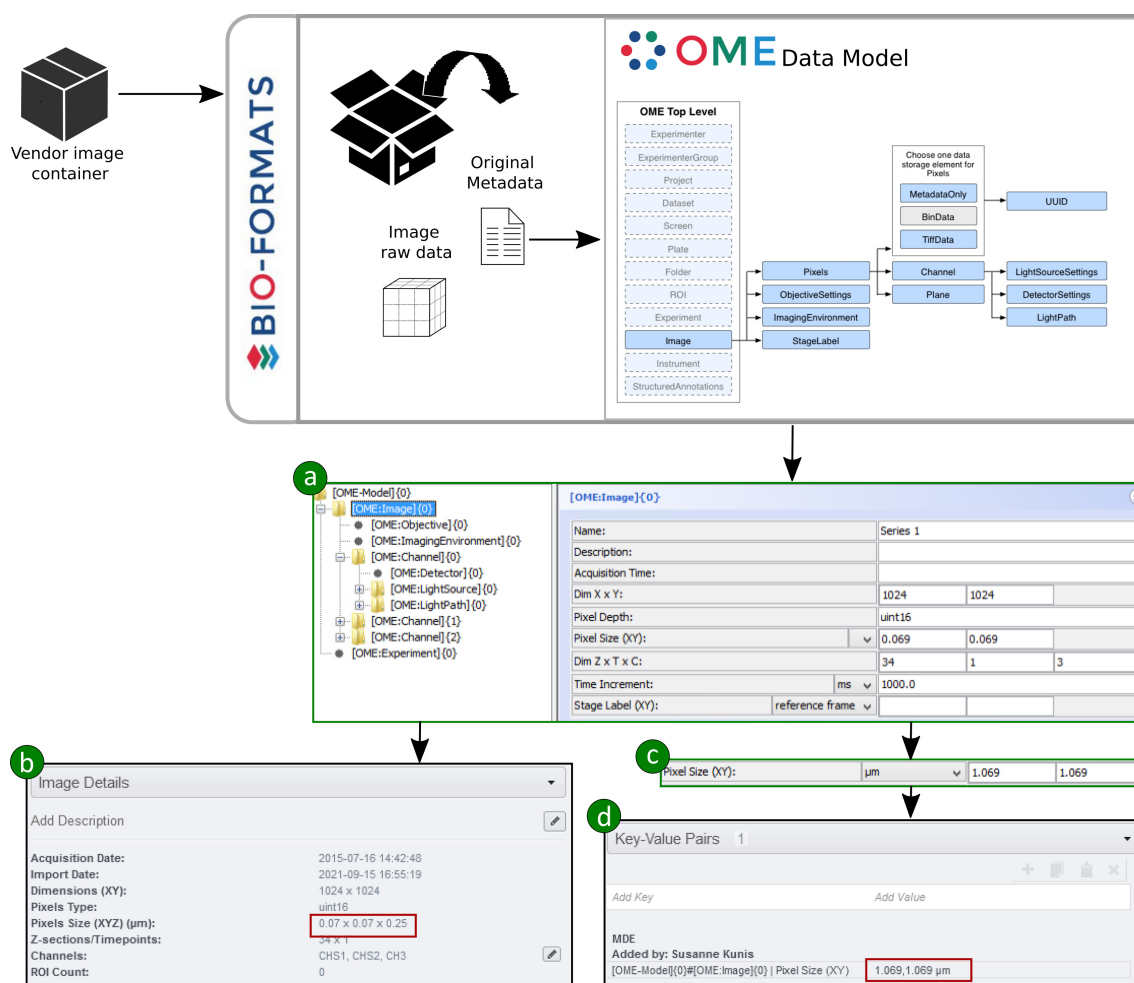 Vendor image
container
BIO-FORMATS
Original
Metadata
Image
raw data
OME Data Model
OME Top Level
Experimenter
ExperimenterGroup
Project
Dataset
Screen
Plate
Folder
ROI
Experiment
Image
Instrument
StructuredAnnotations
Pixels
ObjectiveSettings
ImagingEnvironment
StageLabel
Choose one data
storage element for
Pixels
MetadataOnly
BinData
TiffData
UUID
Channel
Plane
LightSourceSettings
DetectorSettings
LightPath
a
[OME-Model]{0}
[OME:Image]{0}
[OME:Objective]{0}
[OME:ImagingEnvironment]{0}
[OME:Channel]{0}
[OME:Detector]{0}
[OME:LightSource]{0}
[OME:LightPath]{0}
[OME:Channel]{1}
[OME:Channel]{2}
[OME:Experiment]{0}
[OME:Image]{0}
Name: Series 1
Description:
Acquisition Time:
Dim X x Y: 1024 1024
Pixel Depth: uint16
Pixel Size (XY): 0.069 0.069
Dim Z x T x C: 34 1 3
Time Increment: ms 1000.0
Stage Label (XY): reference frame
b
Image Details
Add Description
Acquisition Date: 2015-07-16 14:42:48
Import Date: 2021-09-15 16:55:19
Dimensions (XY): 1024 x 1024
Pixels Type: uint16
Pixels Size (XYZ) (µm): 0.07 x 0.07 x 0.25
Z-sections/Timepoints: 34 x 1
Channels: CHS1, CHS2, CH3
ROI Count: 0
c
Pixel Size (XY): µm 1.069 1.069
d
Key-Value Pairs 1
Add Key Add Value
MDE
Added by: Susanne Kunis
[OME-Model]{0}#[OME:Image]{0} | Pixel Size (XY) 1.069,1.069 µm